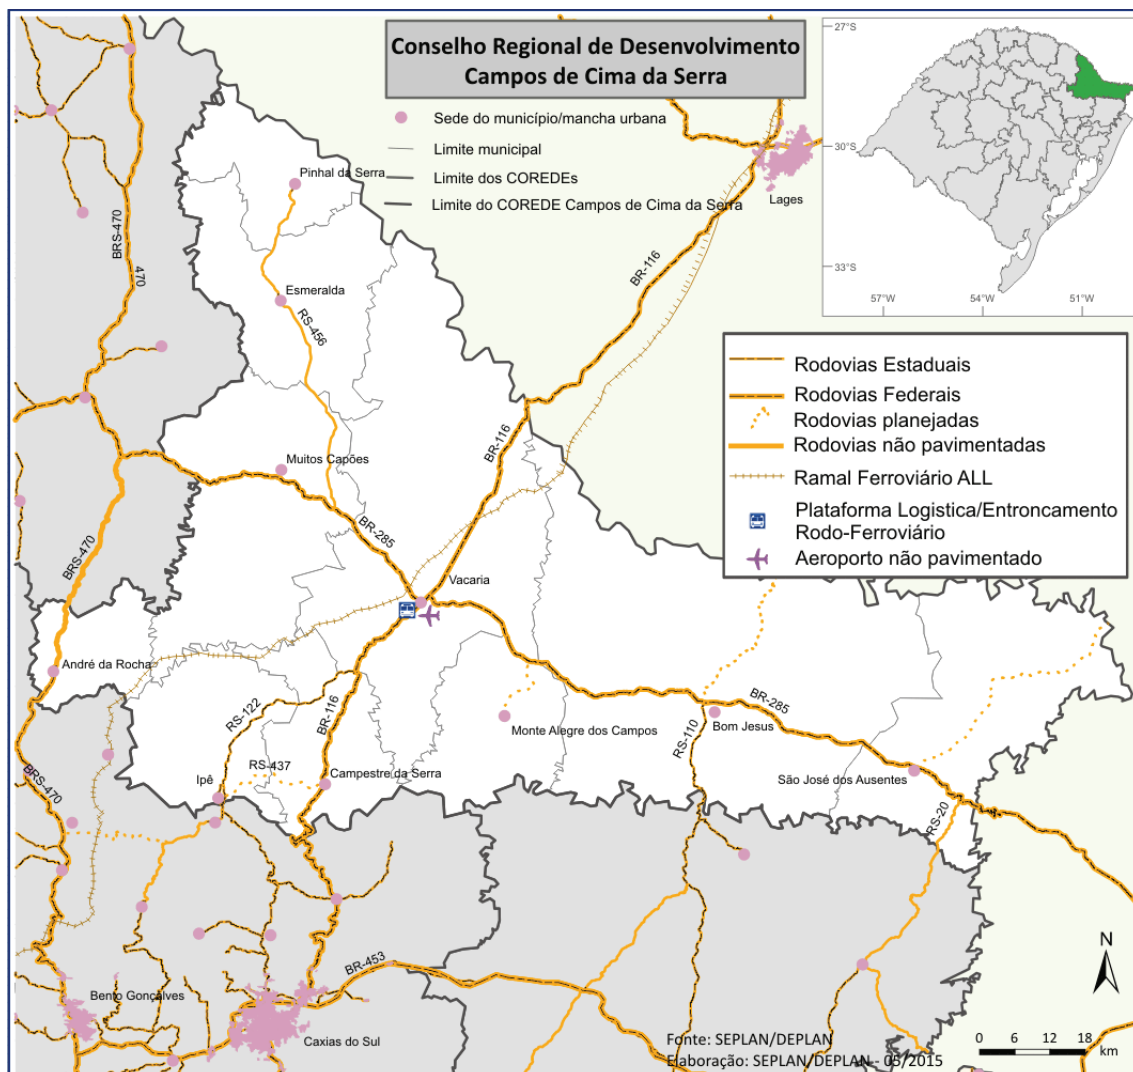 Conselho Regional de Desenvolvimento
Campos de Cima da Serra
Sede do município/mancha urbana
Limite municipal
Limite dos COREDEs
Limite do COREDE Campos de Cima da Serra
27°S
30°S
33°S
57°W
54°W
51°W
Rodovias Estaduais
Rodovias Federais
Rodovias planejadas
Rodovias não pavimentadas
Ramal Ferroviário ALL
Plataforma Logistica/Entroncamento
Rodo-Ferroviário
Aeroporto não pavimentado
Lages
Pinhal da Serra
BRS-470
470
BR-116
Esmeralda
RS-456
BR-116
Muitos Capões
BR-285
BRS-470
Vacaria
André da Rocha
RS-122
BR-116
BR-285
Bom Jesus
Monte Alegre dos Campos
RS-110
RS-437
Campestre da Serra
Ipê
São José dos Ausentes
BRS-470
RS-20
BR-453
Bento Gonçalves
Caxias do Sul
N
Fonte: SEPLAN/DEPLAN
Elaboração: SEPLAN/DEPLAN - 05/2015
0 6 12 18
km